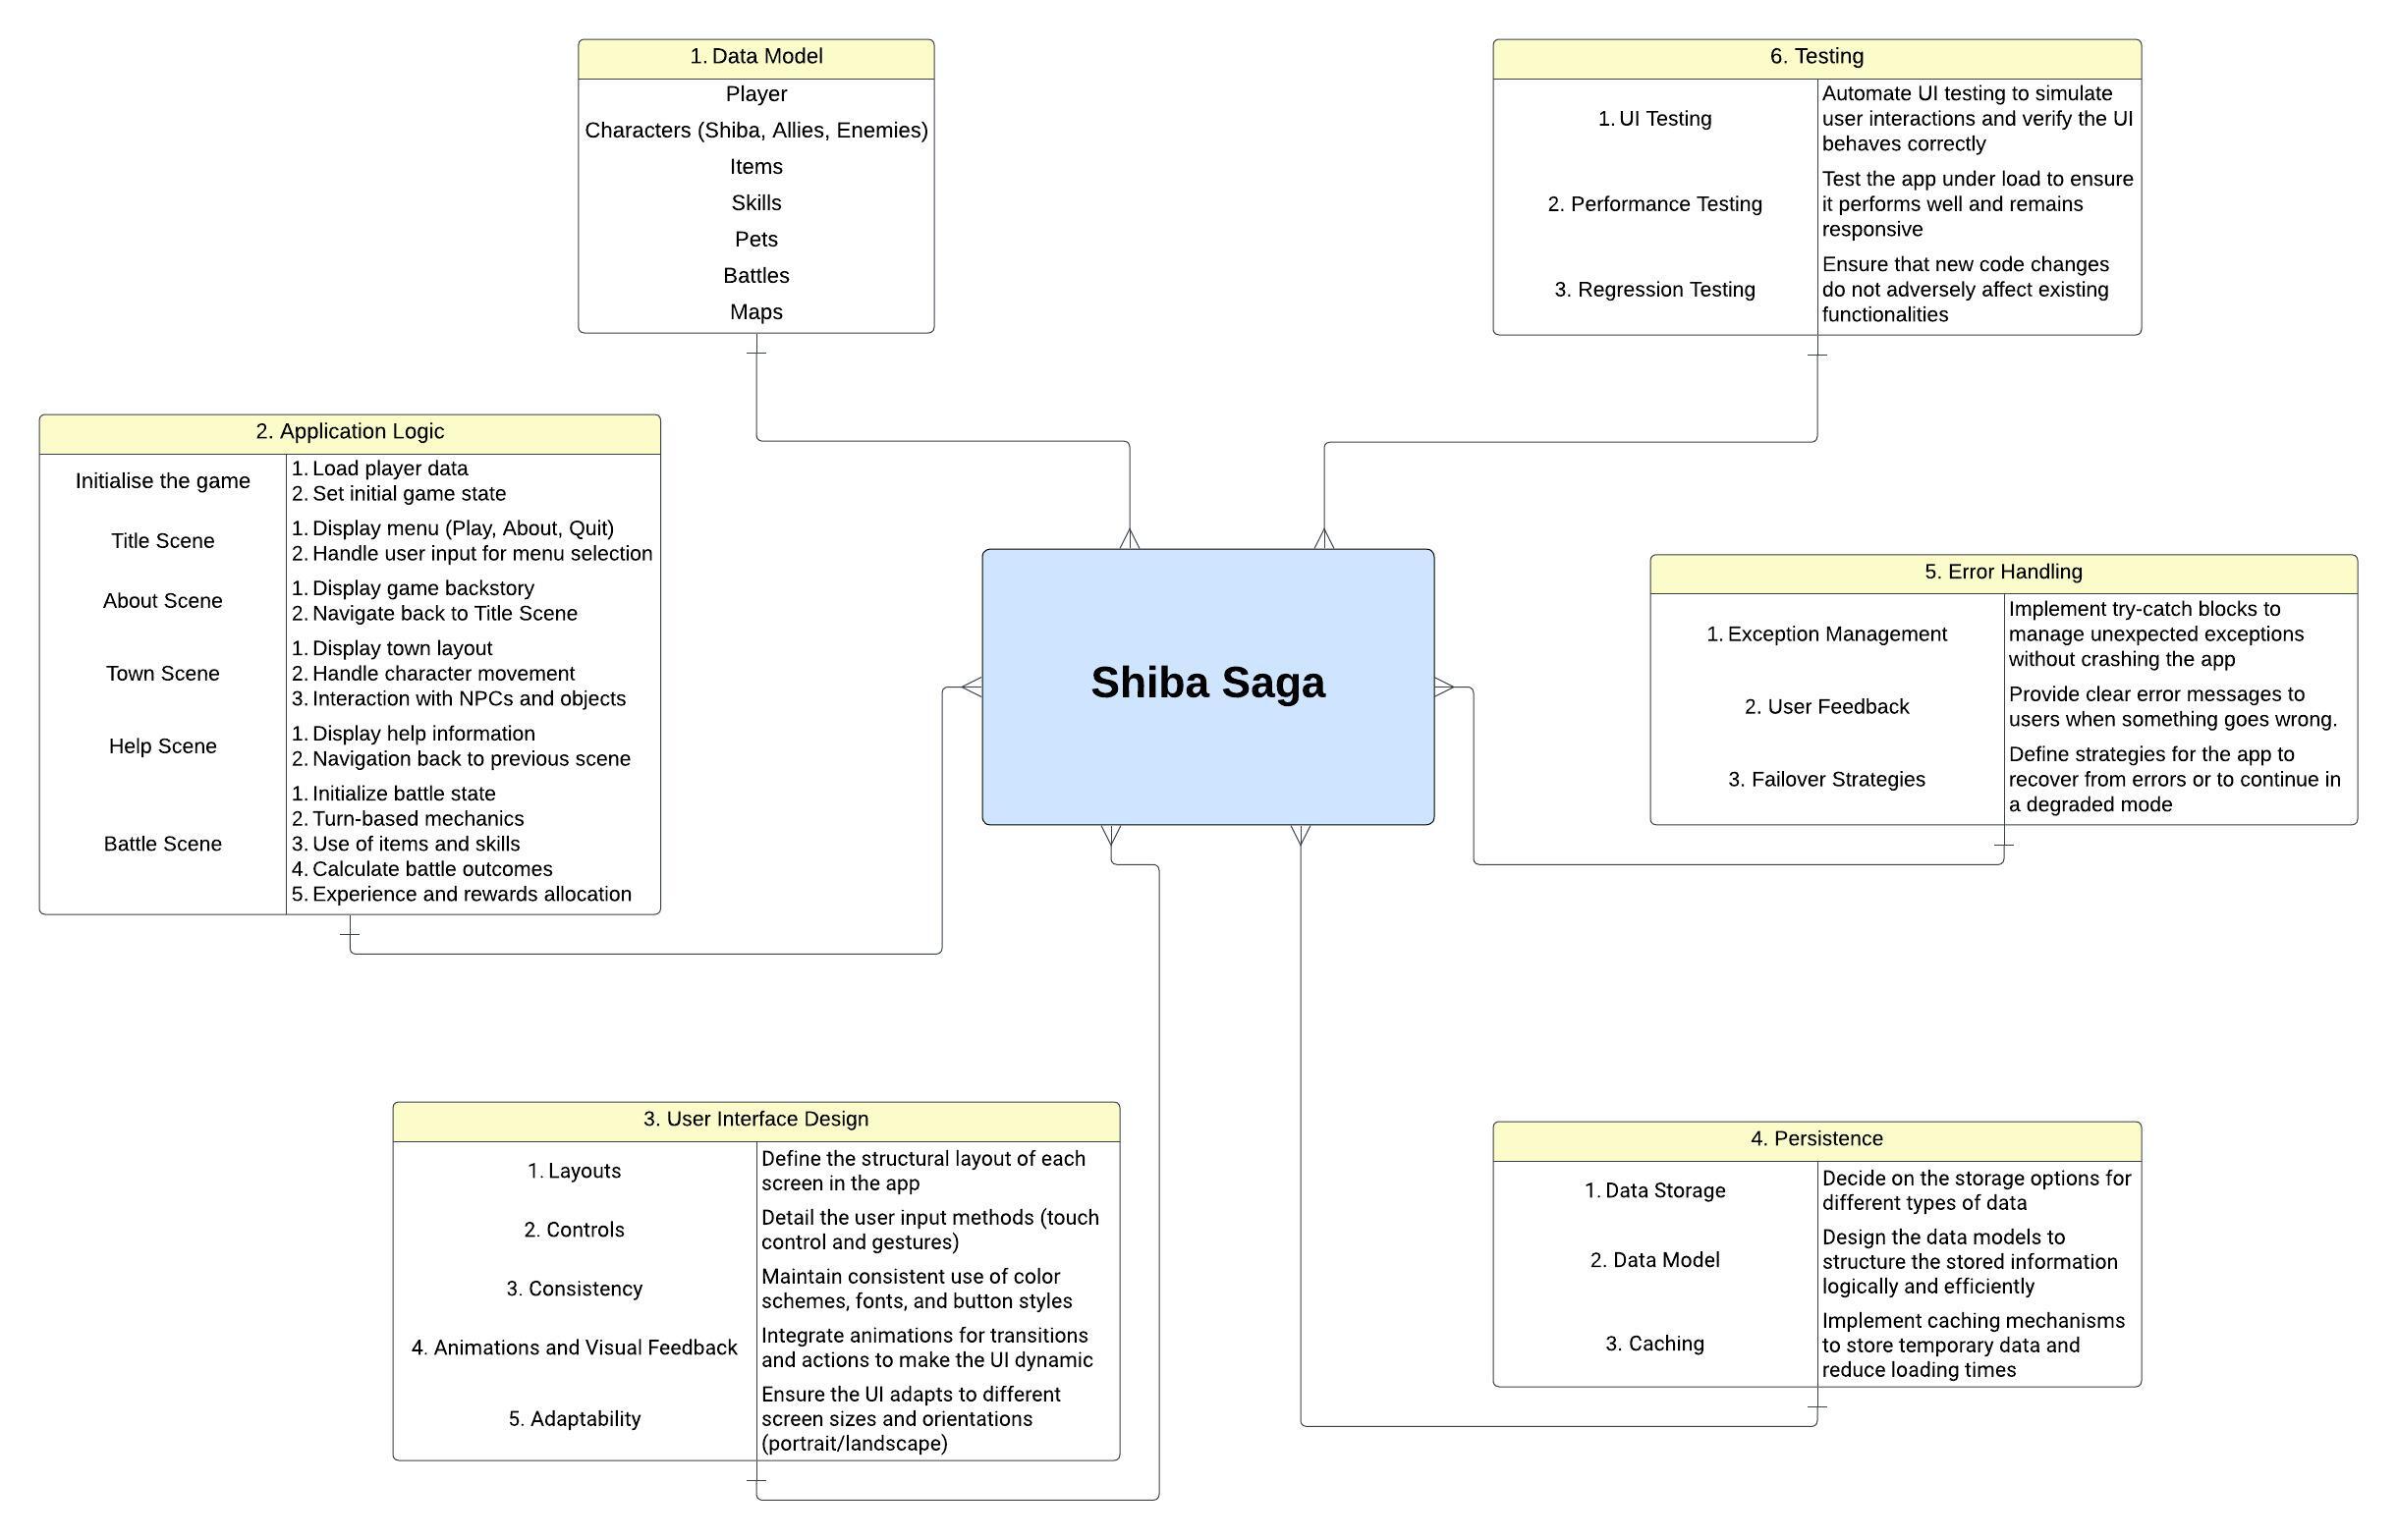 1. Data Model
Player
Characters (Shiba, Allies, Enemies)
Items
Skills
Pets
Battles
Maps
6. Testing
1. UI Testing
Automate UI testing to simulate
user interactions and verify the UI
behaves correctly
2. Performance Testing
Test the app under load to ensure
it performs well and remains
responsive
3. Regression Testing
Ensure that new code changes
do not adversely affect existing
functionalities
2. Application Logic
Initialise the game
1. Load player data
2. Set initial game state
Title Scene
1. Display menu (Play, About, Quit)
2. Handle user input for menu selection
About Scene
1. Display game backstory
2. Navigate back to Title Scene
Town Scene
1. Display town layout
2. Handle character movement
3. Interaction with NPCs and objects
Help Scene
1. Display help information
2. Navigation back to previous scene
Battle Scene
1. Initialize battle state
2. Turn-based mechanics
3. Use of items and skills
4. Calculate battle outcomes
5. Experience and rewards allocation
Shiba Saga
5. Error Handling
1. Exception Management
Implement try-catch blocks to
manage unexpected exceptions
without crashing the app
2. User Feedback
Provide clear error messages to
users when something goes wrong.
3. Failover Strategies
Define strategies for the app to
recover from errors or to continue in
a degraded mode
3. User Interface Design
1. Layouts
Define the structural layout of each
screen in the app
2. Controls
Detail the user input methods (touch
control and gestures)
3. Consistency
Maintain consistent use of color
schemes, fonts, and button styles
4. Animations and Visual Feedback
Integrate animations for transitions
and actions to make the UI dynamic
5. Adaptability
Ensure the UI adapts to different
screen sizes and orientations
(portrait/landscape)
4. Persistence
1. Data Storage
Decide on the storage options for
different types of data
2. Data Model
Design the data models to
structure the stored information
logically and efficiently
3. Caching
Implement caching mechanisms
to store temporary data and
reduce loading times